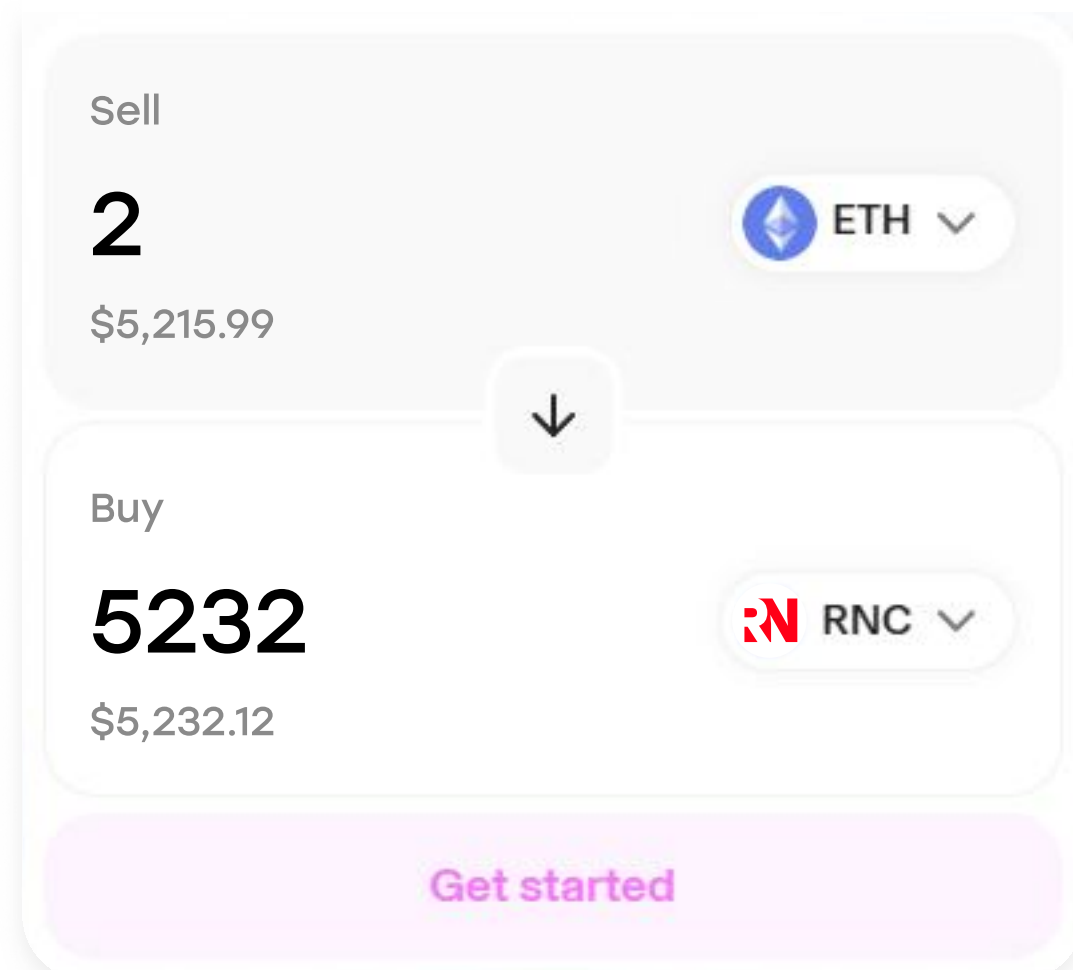 Sell
2
ETH
$5,215.99
Buy
5232
RN RNC
$5,232.12
Get started